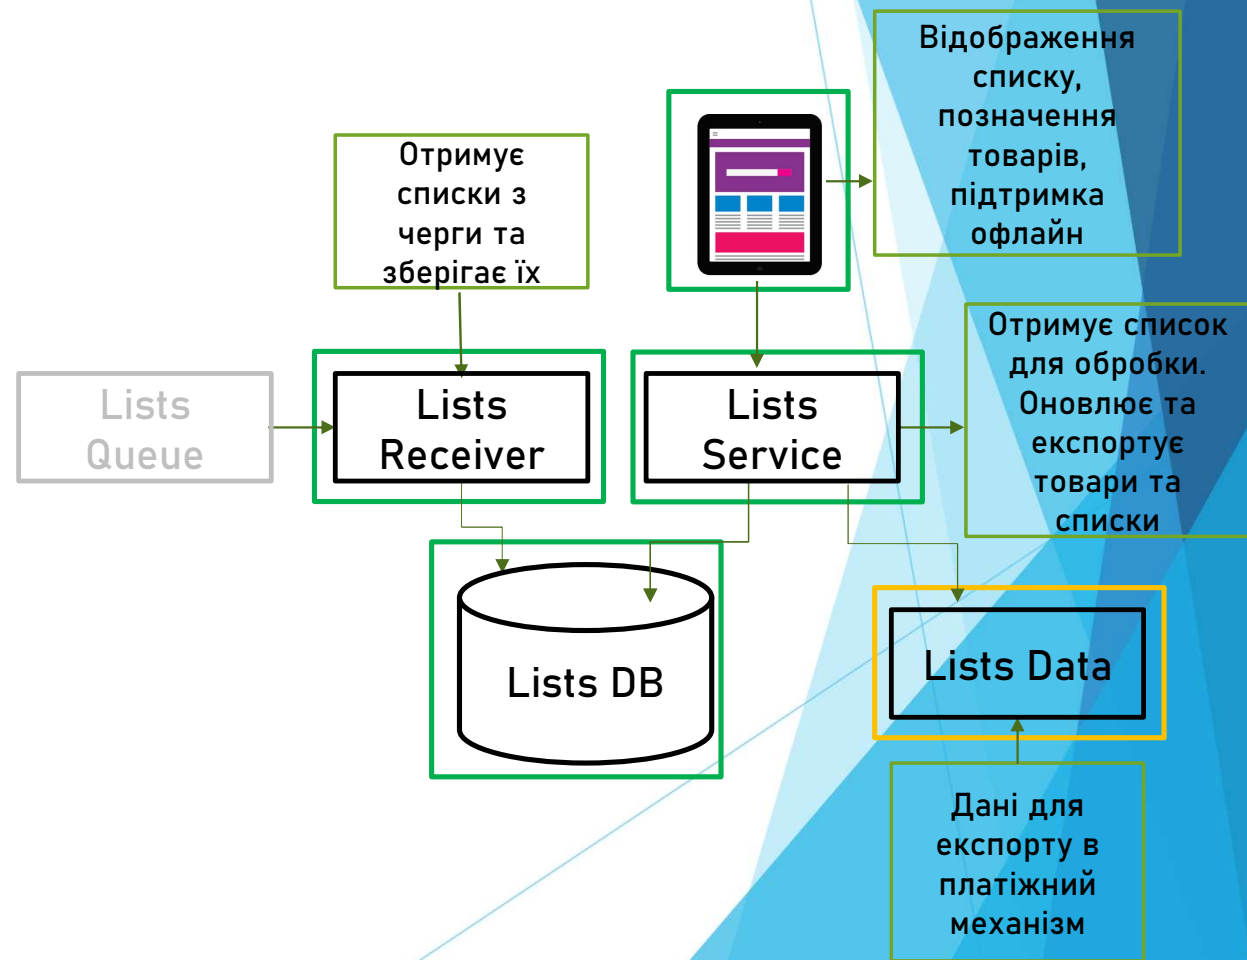 Відображення
списку,
позначення
товарів,
підтримка
офлайн
Отримує
списки з
черги та
зберігає їх
Отримує список
для обробки.
Оновлює та
експортує
товари та
списки
Lists
Queue
Lists
Receiver
Lists
Service
Lists DB
Lists Data
Дані для
експорту в
платіжний
механізм